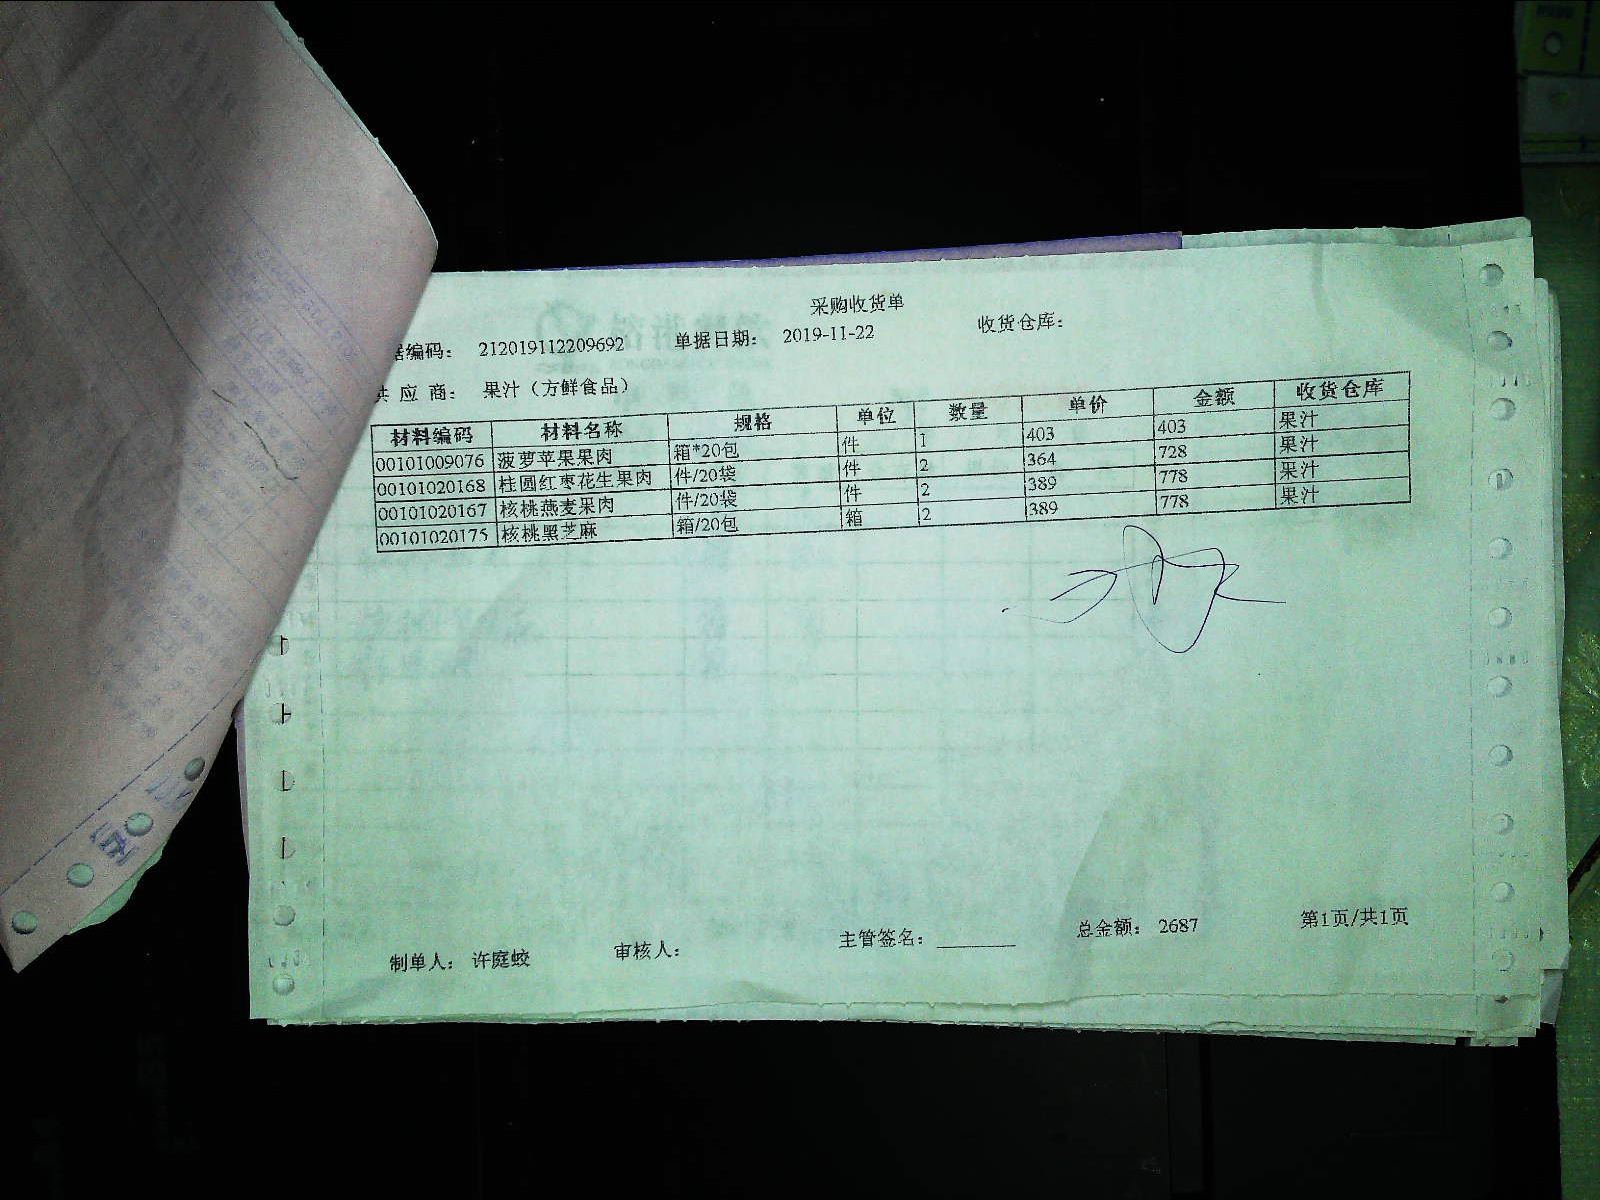 采购收货单
据编码： 212019112209692 单据日期： 2019-11-22 收货仓库：
供 应 商： 果汁（方鲜食品）
材料编码 材料名称 规格 单位 数量 单价 金额 收货仓库
00101009076 菠萝苹果果肉 箱*20包 件 1 403 403 果汁
00101020168 桂圆红枣花生果肉 件/20袋 件 2 364 728 果汁
00101020167 核桃燕麦果肉 件/20袋 件 2 389 778 果汁
00101020175 核桃黑芝麻 箱/20包 箱 2 389 778 果汁
制单人： 许庭蛟 审核人： 主管签名： 总金额： 2687 第1页/共1页